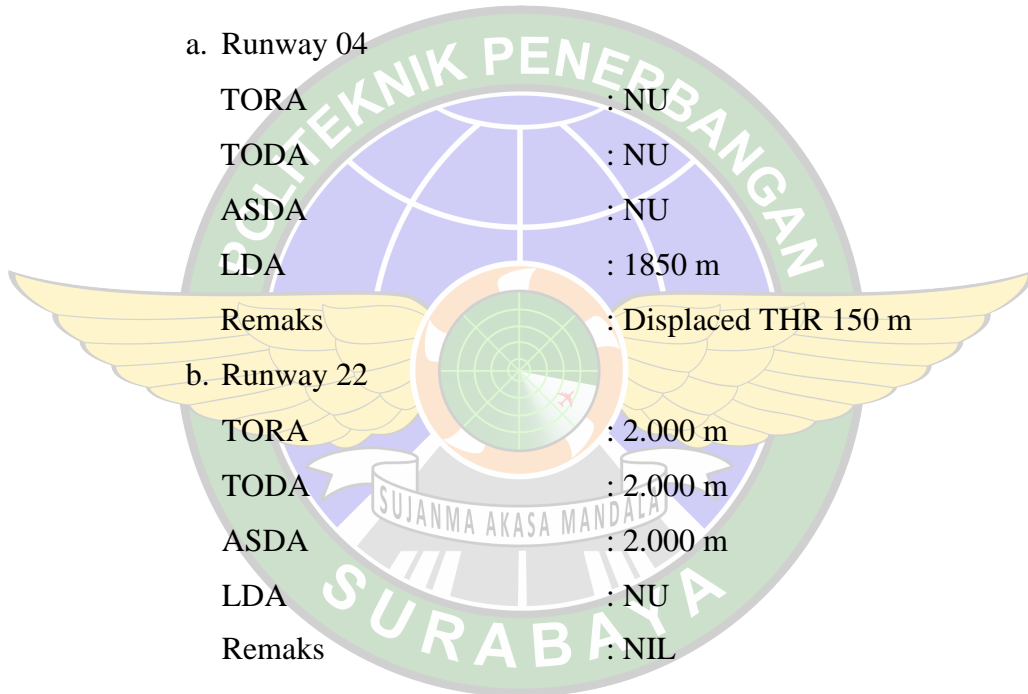 a. Runway 04
TORA : NU
TODA : NU
ASDA : NU
LDA : 1850 m
Remaks : Displaced THR 150 m
b. Runway 22
TORA : 2.000 m
TODA : 2.000 m
ASDA : 2.000 m
LDA : NU
Remaks : NIL
POLITEKNIK PENERBANGAN
SUJANMA AKASA MANDALA
SURABAYA